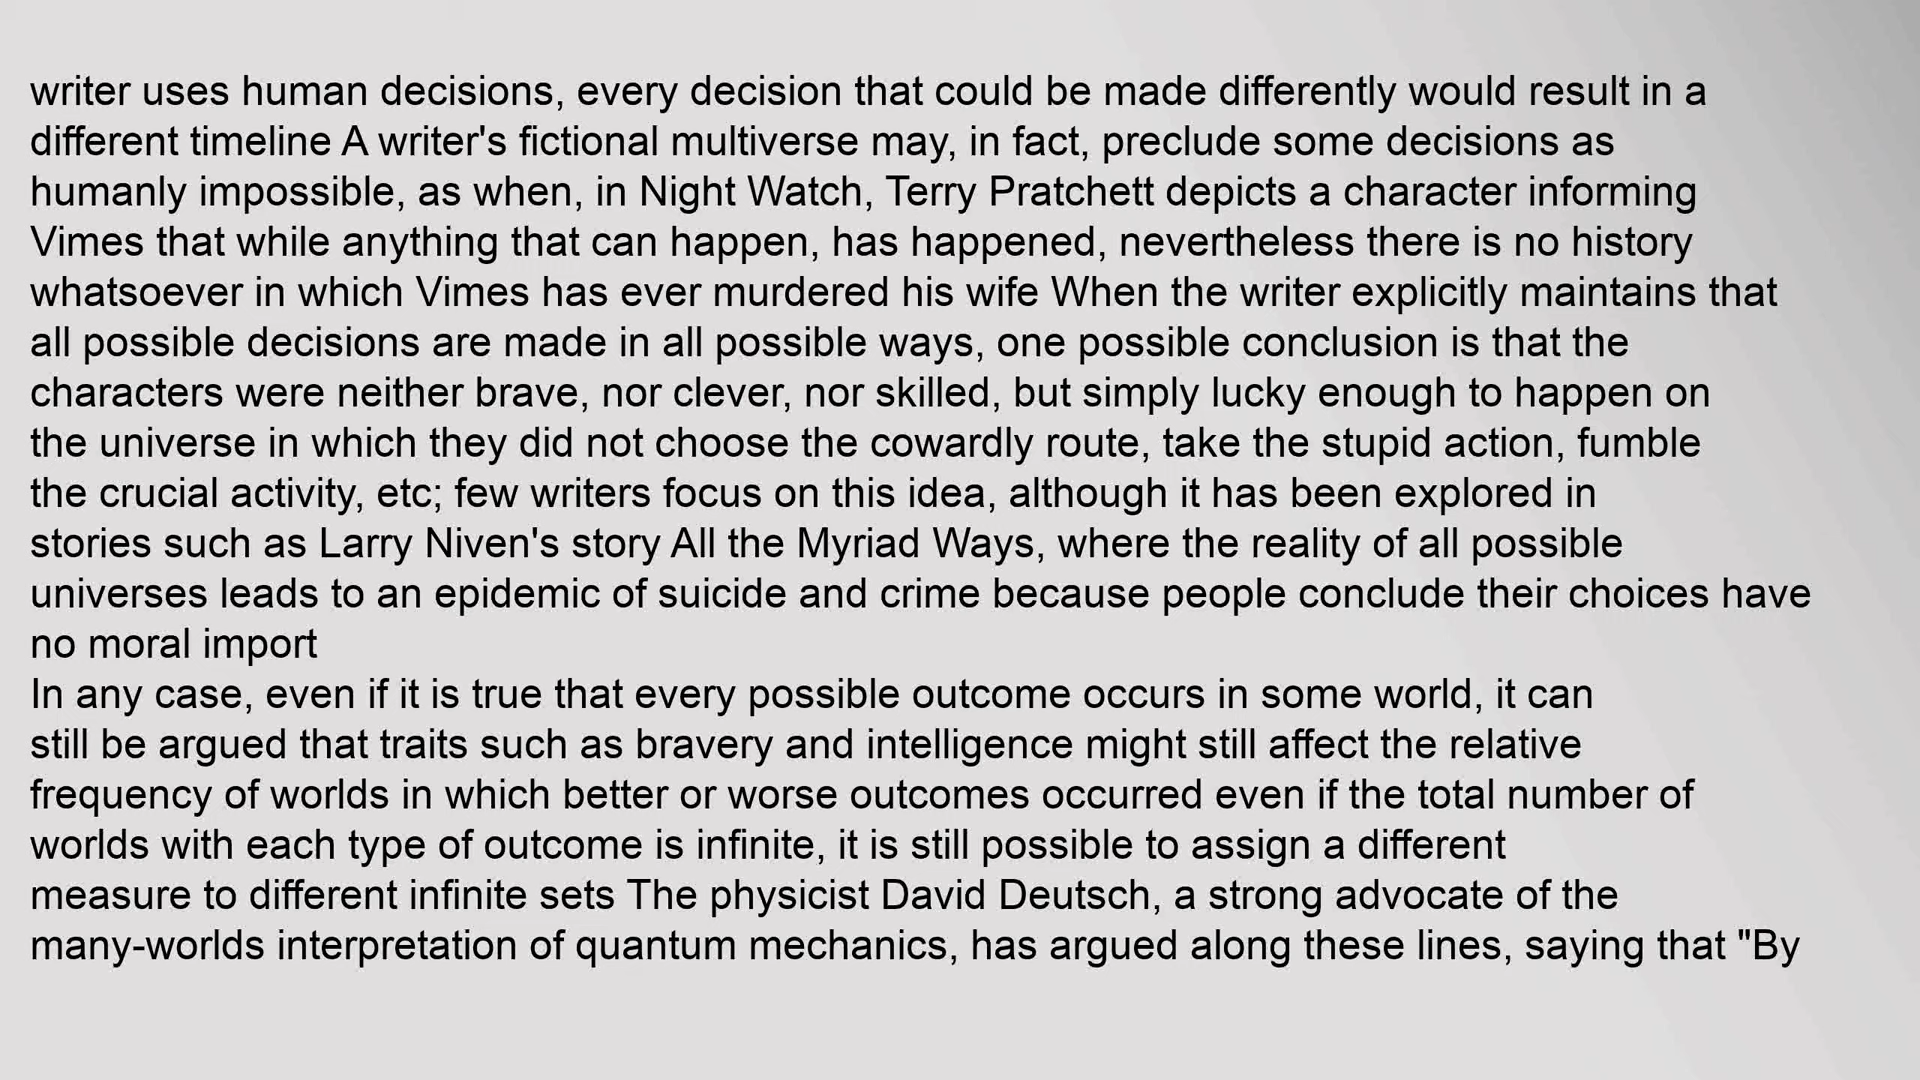 writer uses human decisions, every decision that could be made differently would result in a
different timeline A writer's fictional multiverse may, in fact, preclude some decisions as
humanly impossible, as when, in Night Watch, Terry Pratchett depicts a character informing
Vimes that while anything that can happen, has happened, nevertheless there is no history
whatsoever in which Vimes has ever murdered his wife When the writer explicitly maintains that
all possible decisions are made in all possible ways, one possible conclusion is that the
characters were neither brave, nor clever, nor skilled, but simply lucky enough to happen on
the universe in which they did not choose the cowardly route, take the stupid action, fumble
the crucial activity, etc; few writers focus on this idea, although it has been explored in
stories such as Larry Niven's story All the Myriad Ways, where the reality of all possible
universes leads to an epidemic of suicide and crime because people conclude their choices have
no moral import
In any case, even if it is true that every possible outcome occurs in some world, it can
still be argued that traits such as bravery and intelligence might still affect the relative
frequency of worlds in which better or worse outcomes occurred even if the total number of
worlds with each type of outcome is infinite, it is still possible to assign a different
measure to different infinite sets The physicist David Deutsch, a strong advocate of the
many-worlds interpretation of quantum mechanics, has argued along these lines, saying that "By